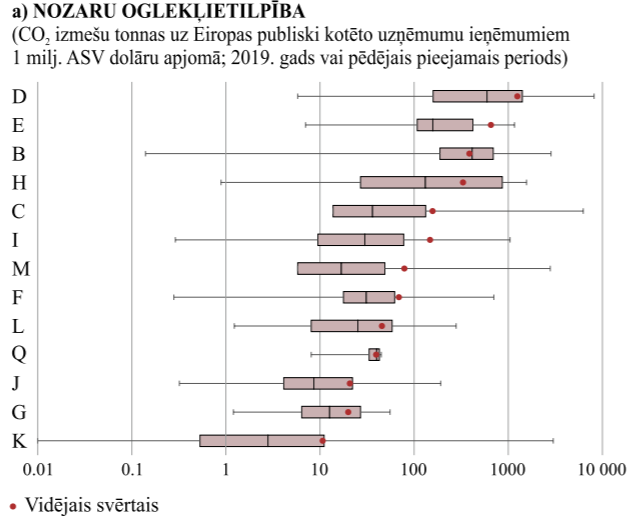 a) NOZARU OGLEKĻIETILPĪBA
(CO₂ izmešu tonnas uz Eiropas publiski kotēto uzņēmumu ieņēmumiem
1 milj. ASV dolāru apjomā; 2019. gads vai pēdējais pieejamais periods)
D
E
B
H
C
I
M
F
L
Q
J
G
K
0.01 0.1 1 10 100 1000 10 000
• Vidējais svērtais